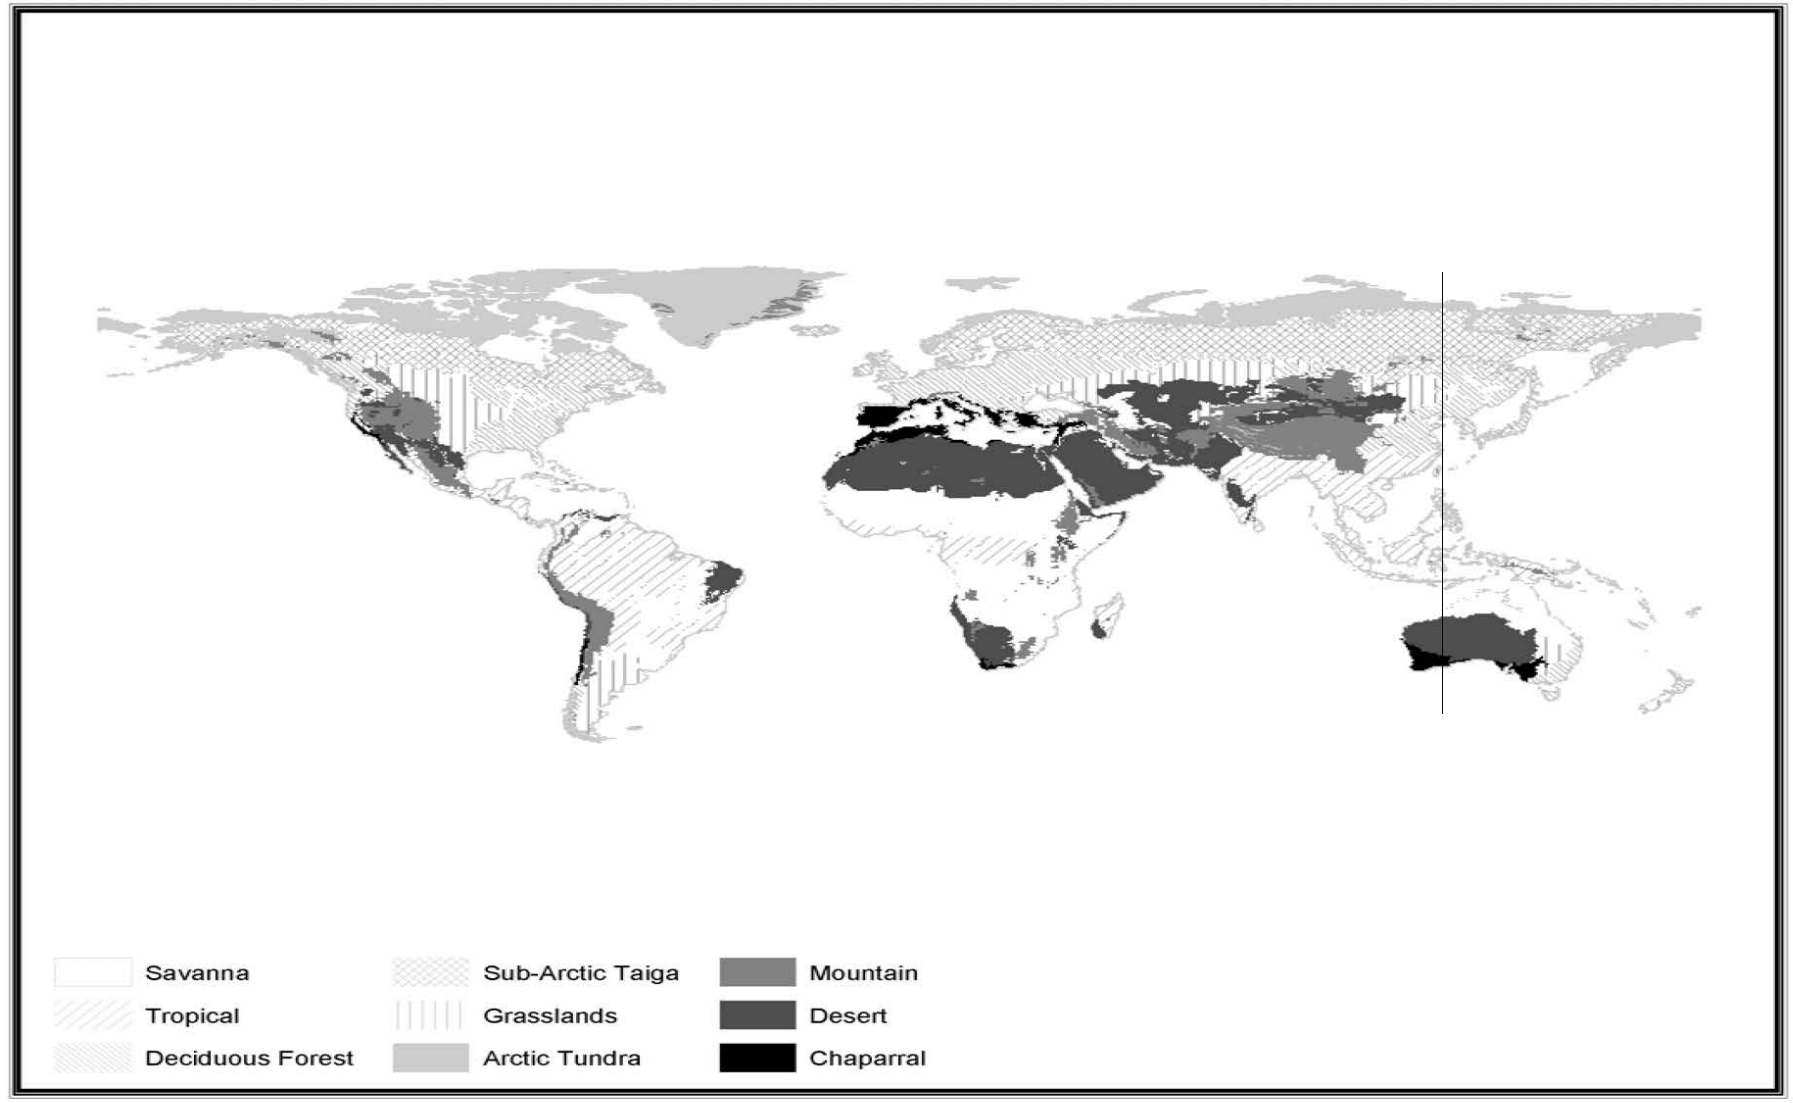 Savanna
Sub-Arctic Taiga
Mountain
Tropical
Grasslands
Desert
Deciduous Forest
Arctic Tundra
Chaparral